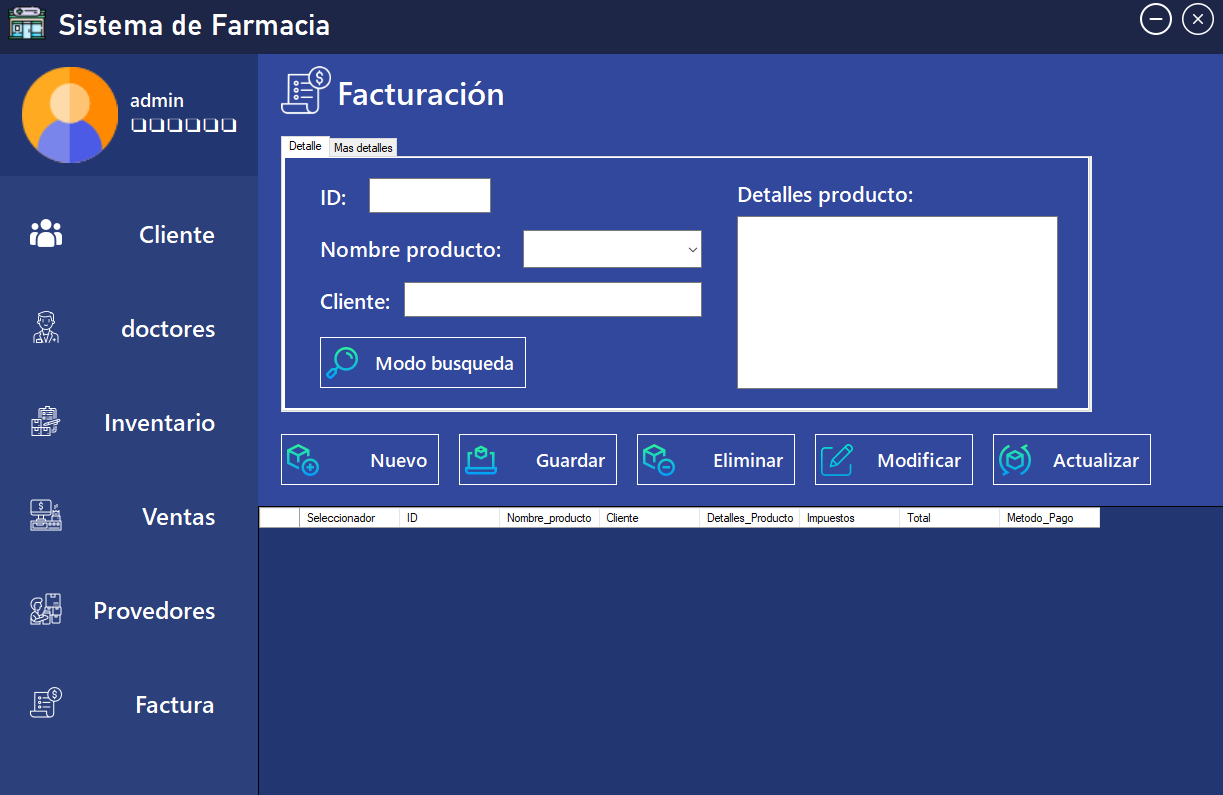 Sistema de Farmacia
admin
Cliente
doctores
Inventario
Ventas
Provedores
Factura
Facturación
Detalle
Mas detalles
ID:
Nombre producto:
Cliente:
Modo busqueda
Detalles producto:
Nuevo
Guardar
Eliminar
Modificar
Actualizar
Seleccionador ID Nombre_producto Cliente Detalles_Producto Impuestos Total Metodo_Pago